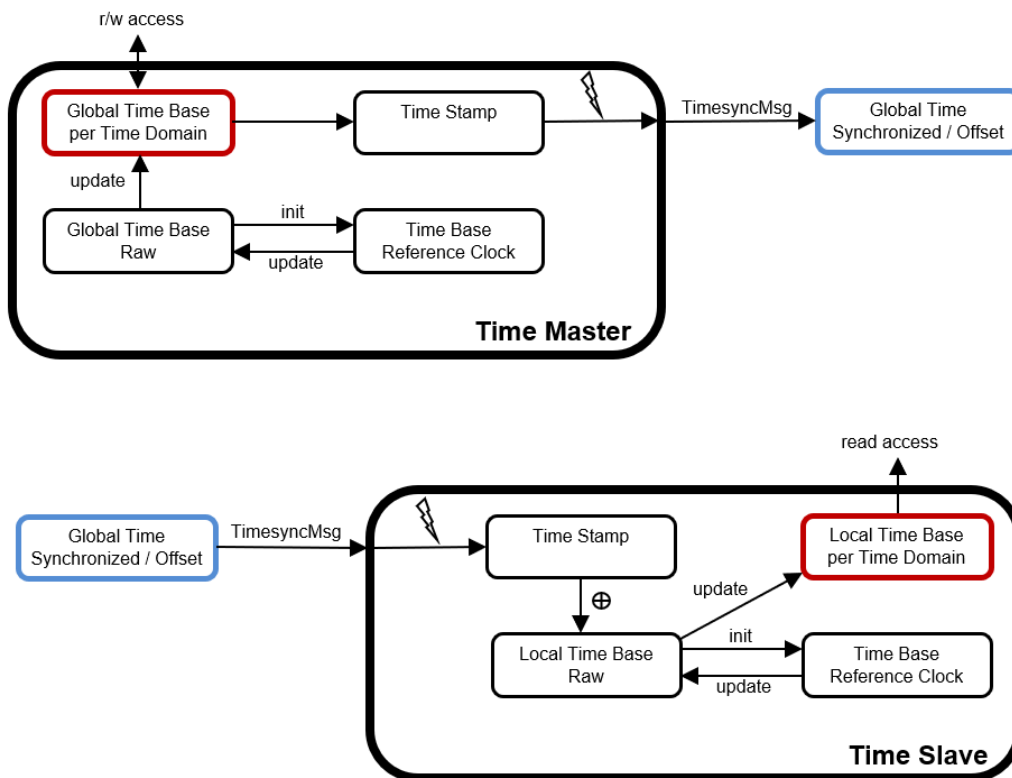 r/w access
Global Time Base
per Time Domain
Time Stamp
TimesyncMsg
Global Time
Synchronized / Offset
update
Global Time Base
Raw
init
update
Time Base
Reference Clock
Time Master
read access
Global Time
Synchronized / Offset
TimesyncMsg
Time Stamp
Local Time Base
per Time Domain
⊕
update
Local Time Base
Raw
init
update
Time Base
Reference Clock
Time Slave